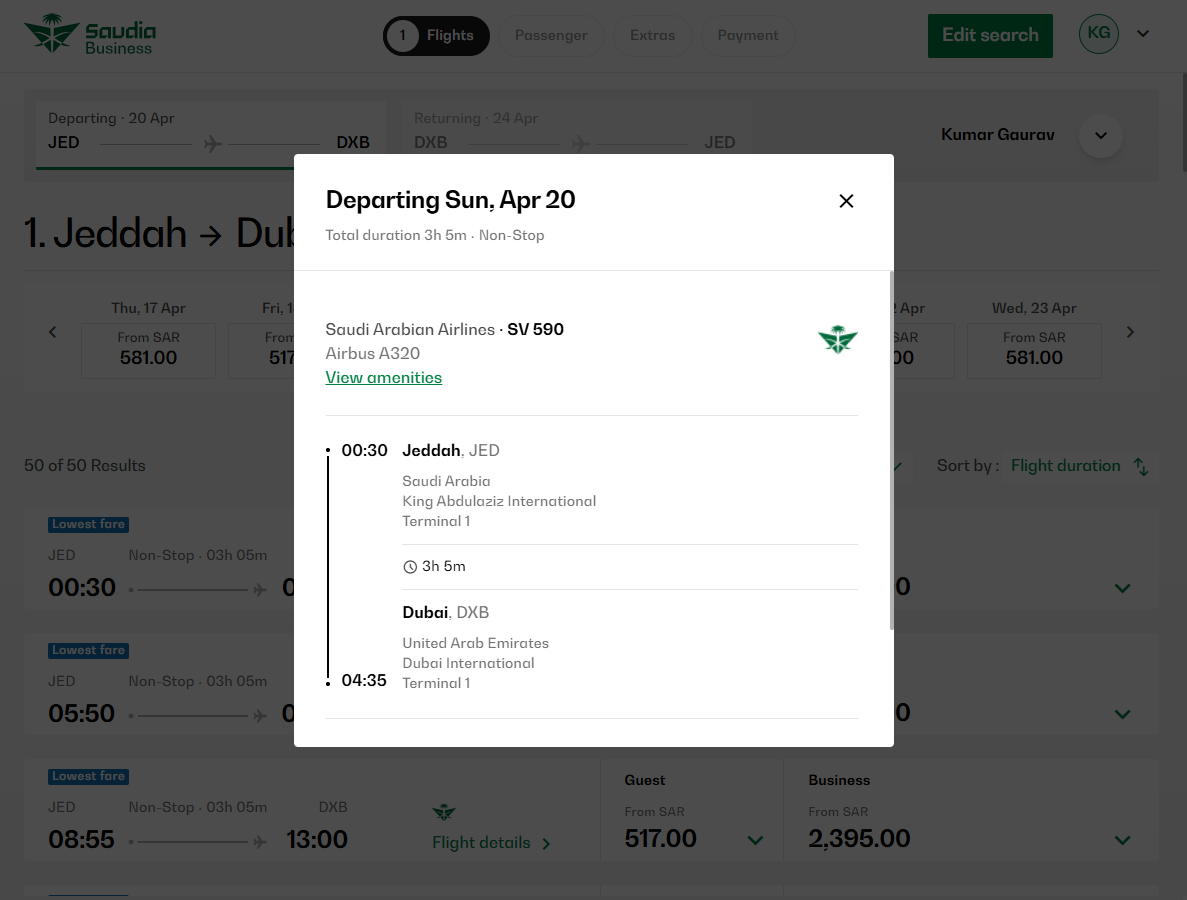 Saudia
Business
1 Flights
Passenger
Extras
Payment
Edit search
KG
Departing · 20 Apr
JED DXB
Returning · 24 Apr
DXB JED
Kumar Gaurav
1. Jeddah → Dub
Thu, 17 Apr
From SAR
581.00
Fri, 1
From
517
2 Apr
SAR
00
Wed, 23 Apr
From SAR
581.00
50 of 50 Results
Sort by : Flight duration
Departing Sun, Apr 20
Total duration 3h 5m · Non-Stop
Saudi Arabian Airlines · SV 590
Airbus A320
View amenities
00:30 Jeddah, JED
Saudi Arabia
King Abdulaziz International
Terminal 1
3h 5m
Dubai, DXB
United Arab Emirates
Dubai International
04:35 Terminal 1
Lowest fare
JED Non-Stop · 03h 05m
00:30 0
0
Lowest fare
JED Non-Stop · 03h 05m
05:50 0
0
Lowest fare
JED Non-Stop · 03h 05m DXB
08:55 13:00
Flight details
Guest
From SAR
517.00
Business
From SAR
2,395.00